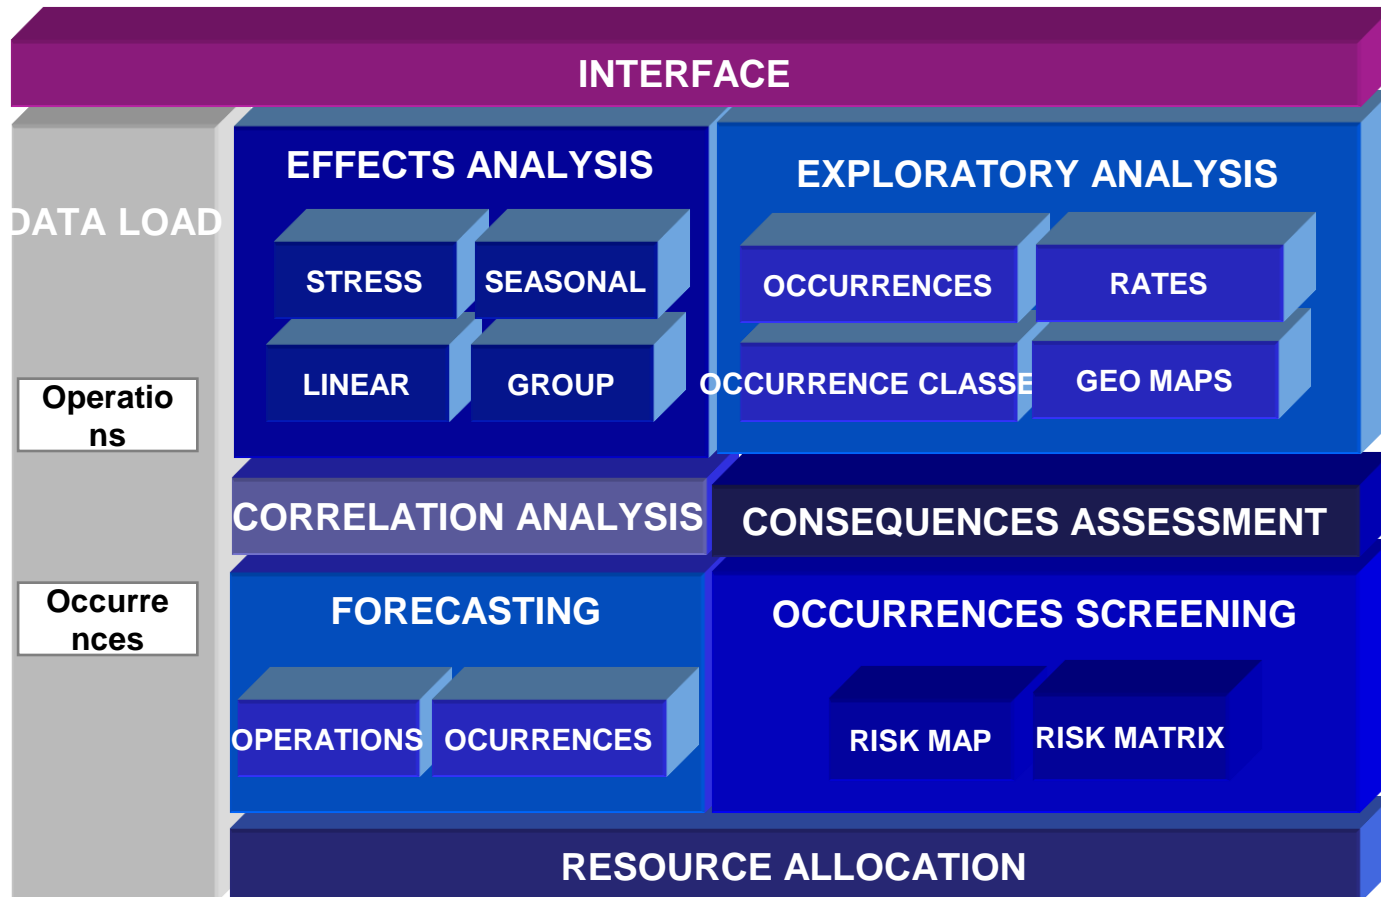 INTERFACE
DATA LOAD
Operatio
ns
Occurre
nces
EFFECTS ANALYSIS
STRESS
SEASONAL
LINEAR
GROUP
EXPLORATORY ANALYSIS
OCCURRENCES
RATES
OCCURRENCE CLASSE
GEO MAPS
CORRELATION ANALYSIS
CONSEQUENCES ASSESSMENT
FORECASTING
OPERATIONS
OCURRENCES
OCCURRENCES SCREENING
RISK MAP
RISK MATRIX
RESOURCE ALLOCATION